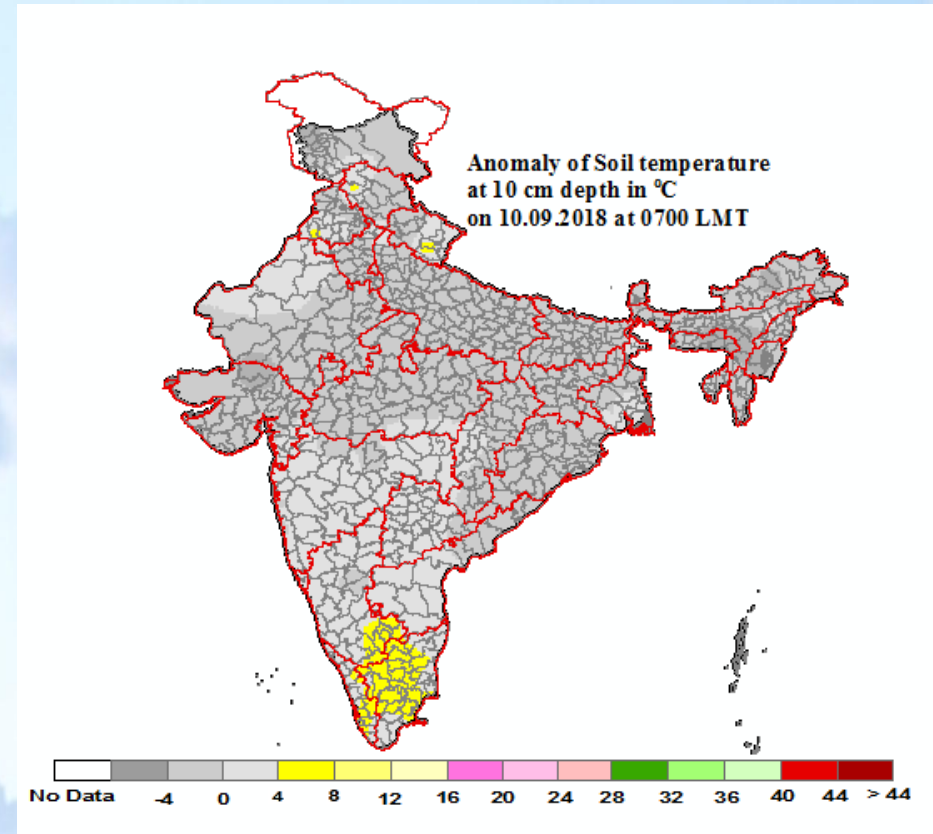 Anomaly of Soil temperature
at 10 cm depth in ⁰C
on 10.09.2018 at 0700 LMT
No Data -4 0 4 8 12 16 20 24 28 32 36 40 44 > 44